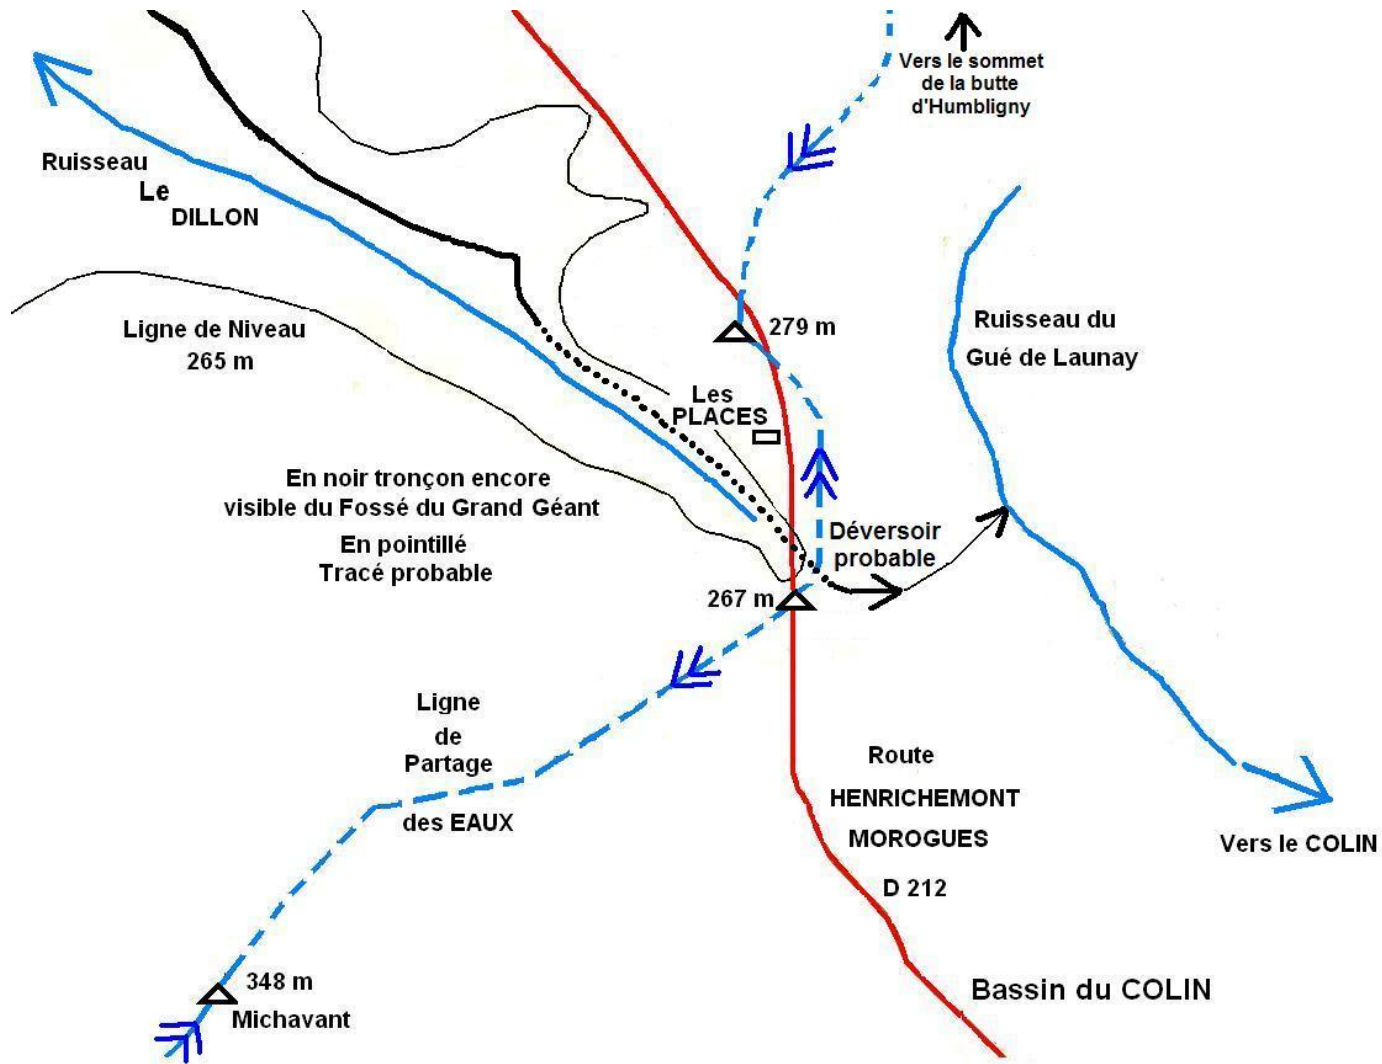 Vers le sommet
de la butte
d'Humbligny
Ruisseau
Le
DILLON
Ligne de Niveau
265 m
279 m
Ruisseau du
Gué de Launay
Les
PLACES
En noir tronçon encore
visible du Fossé du Grand Géant
En pointillé
Tracé probable
Déversoir
probable
267 m
Ligne
de
Partage
des EAUX
Route
HENRICHEMONT
MOROGUES
D 212
Vers le COLIN
348 m
Michavant
Bassin du COLIN